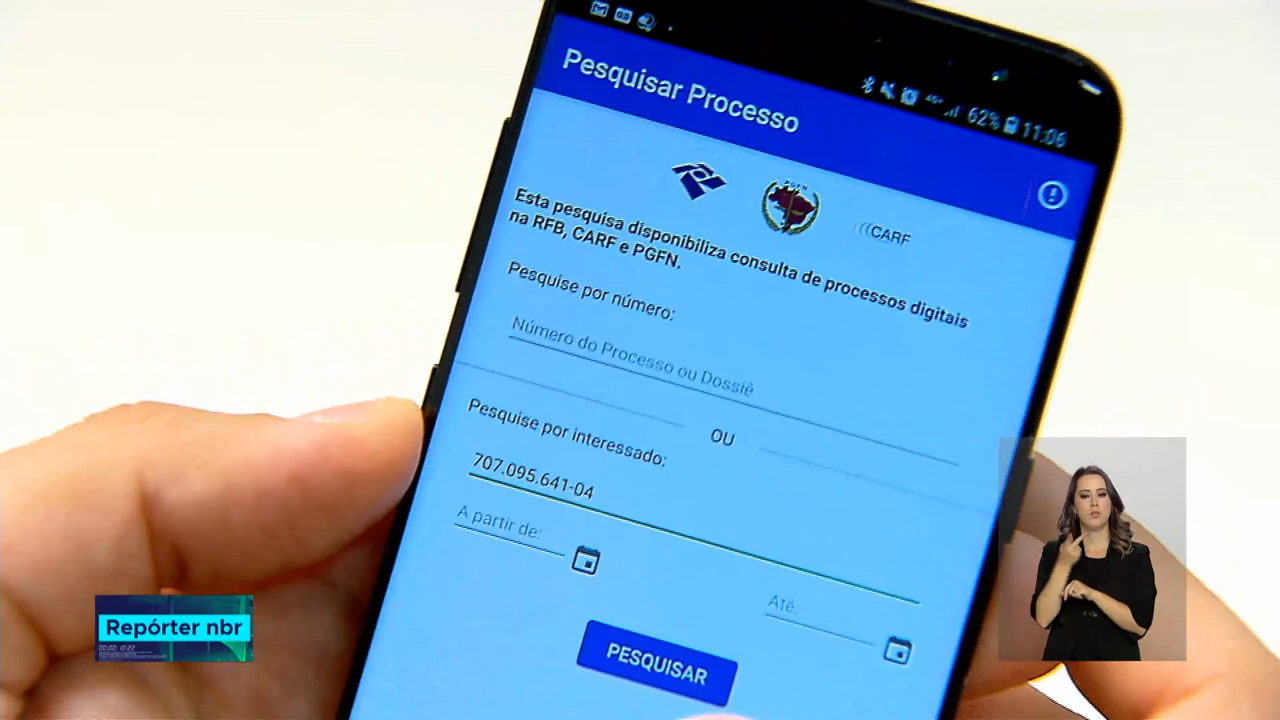 62% 11:06
Pesquisar Processo
PGFN
CARF
Esta pesquisa disponibiliza consulta de processos digitais
na RFB, CARF e PGFN.
Pesquise por número:
Número do Processo ou Dossiê
OU
Pesquise por interessado:
707.095.641-04
A partir de:
Até:
PESQUISAR
Repórter nbr